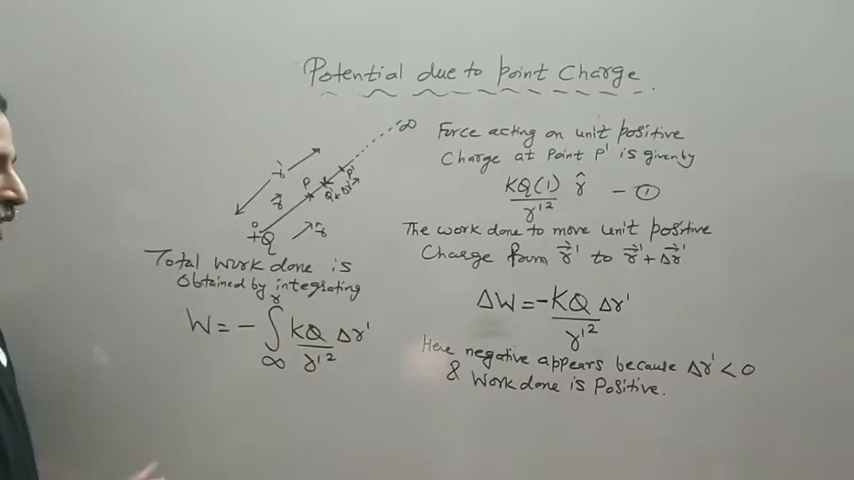 Potential due to point Charge
∞
r'
P'
P
Q'
Δr'
r⃗
r̂
O
+Q
Force acting on unit positive
Charge at point P' is given by
KQ(1)/r'² r̂ - ①
The work done to move unit positive
Charge from r⃗' to r⃗' + Δr⃗'
ΔW = -KQ/r'² Δr'
Here negative appears because Δr' < 0
& Work done is Positive.
Total work done is
Obtained by integrating
W = - ∫_∞^r KQ/r'² Δr'